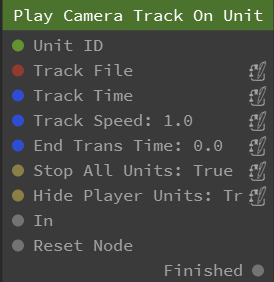 Play Camera Track On Unit
Unit ID
Track File
Track Time
Track Speed: 1.0
End Trans Time: 0.0
Stop All Units: True
Hide Player Units: Tr
In
Reset Node
Finished